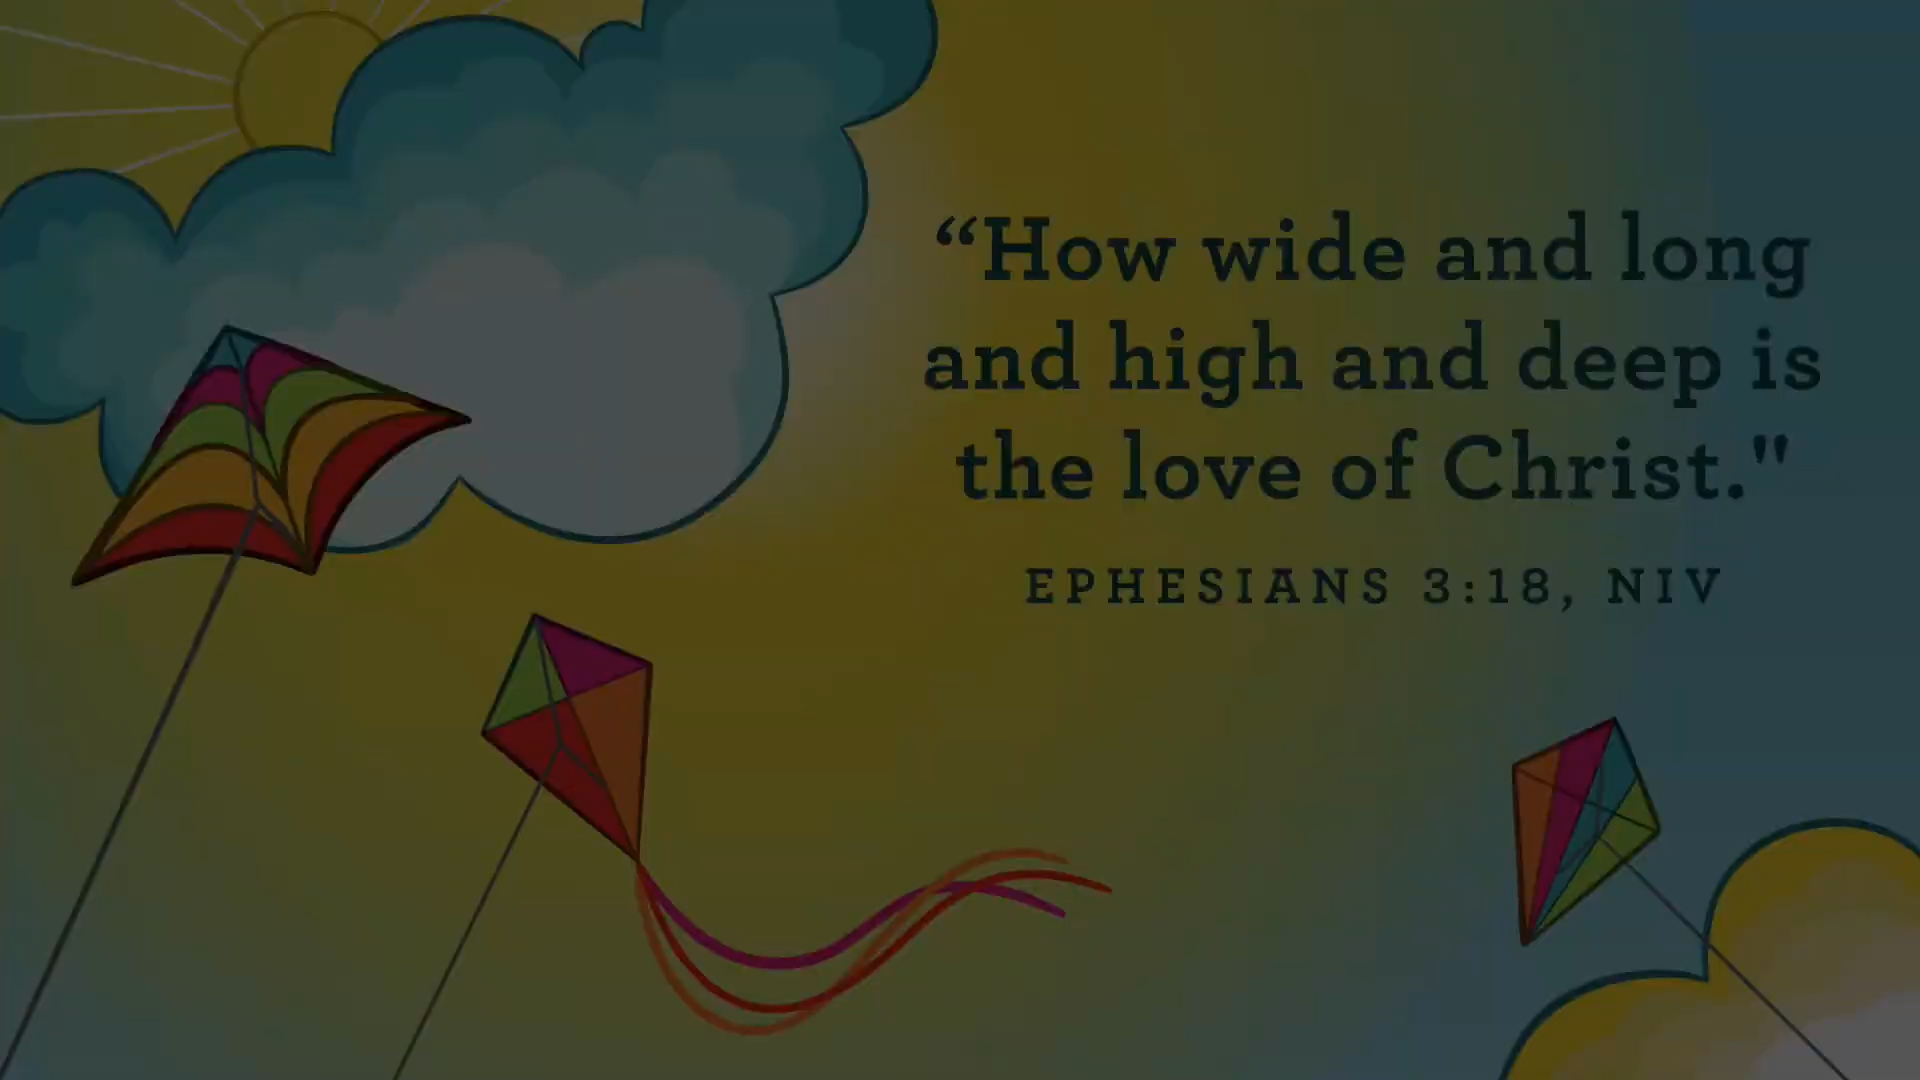 “How wide and long
and high and deep is
the love of Christ."
EPHESIANS 3:18, NIV